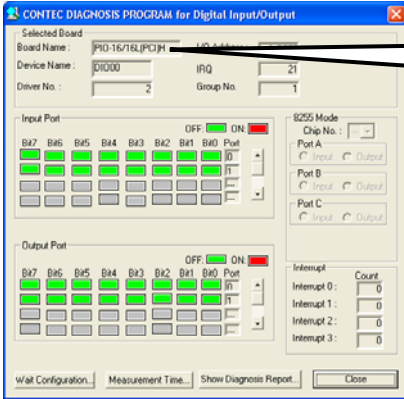 CONTEC DIAGNOSIS PROGRAM for Digital Input/Output
Selected Board
Board Name : PIO-16/16L(PCI)H
Device Name : DIO00 IRQ 21
Driver No. : 2 Group No. 1
Input Port
OFF: ON:
Bit7 Bit6 Bit5 Bit4 Bit3 Bit2 Bit1 Bit0 Port
0
1
---
---
8255 Mode
Chip No. : ---
Port A
Input Output
Port B
Input Output
Port C
Input Output
Output Port
OFF: ON:
Bit7 Bit6 Bit5 Bit4 Bit3 Bit2 Bit1 Bit0 Port
0
1
---
---
Interrupt
Count
Interrupt 0 : 0
Interrupt 1 : 0
Interrupt 2 : 0
Interrupt 3 : 0
Wait Configuration... Measurement Time... Show Diagnosis Report... Close